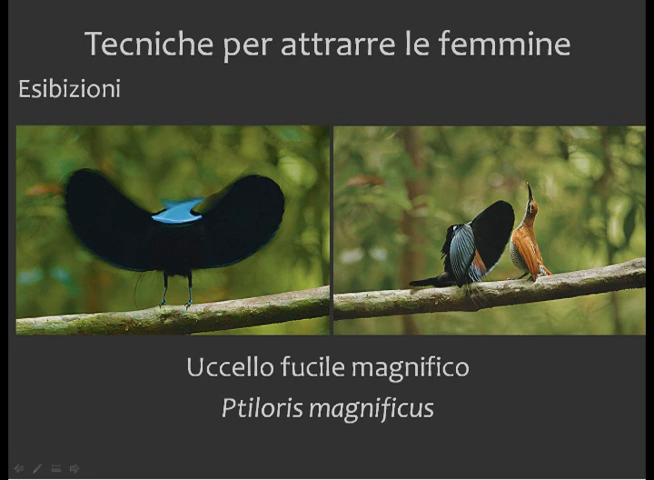 Tecniche per attrarre le femmine
Esibizioni
Uccello fucile magnifico
Ptiloris magnificus